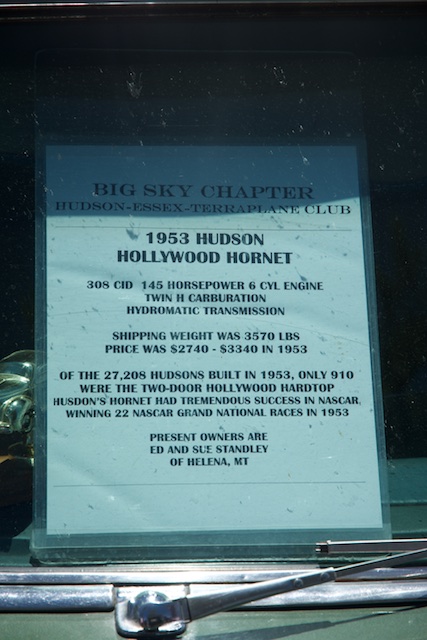 BIG SKY CHAPTER
HUDSON-ESSEX-TERRAPLANE CLUB
1953 HUDSON
HOLLYWOOD HORNET
308 CID 145 HORSEPOWER 6 CYL ENGINE
TWIN H CARBURATION
HYDROMATIC TRANSMISSION
SHIPPING WEIGHT WAS 3570 LBS
PRICE WAS $2740 - $3340 IN 1953
OF THE 27,208 HUDSONS BUILT IN 1953, ONLY 910
WERE THE TWO-DOOR HOLLYWOOD HARDTOP
HUSDON'S HORNET HAD TREMENDOUS SUCCESS IN NASCAR,
WINNING 22 NASCAR GRAND NATIONAL RACES IN 1953
PRESENT OWNERS ARE
ED AND SUE STANDLEY
OF HELENA, MT